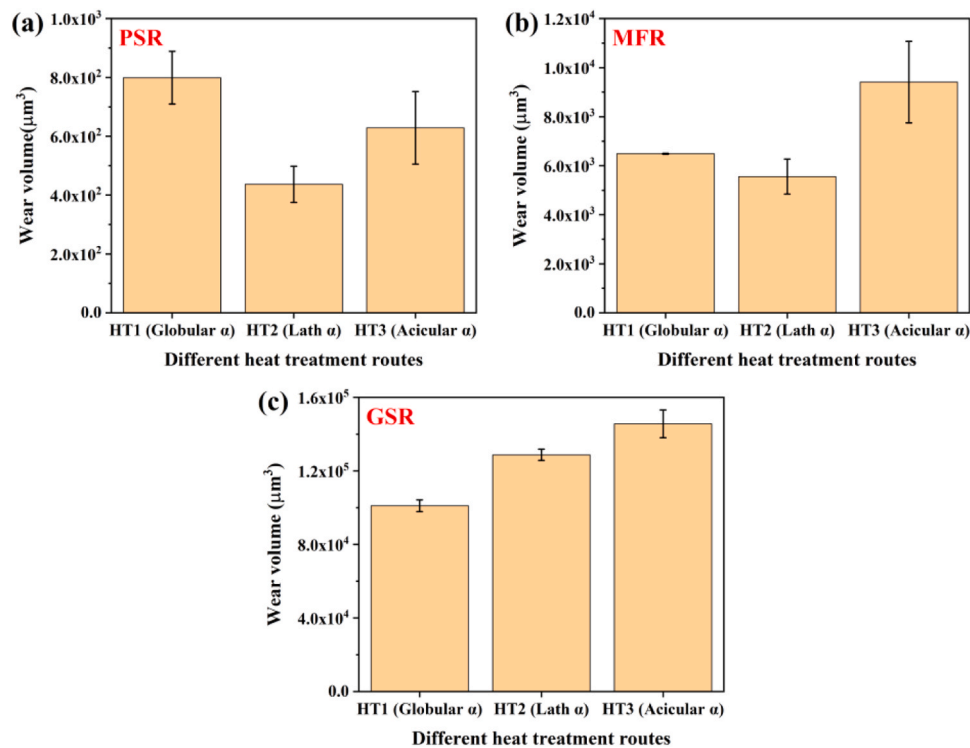 (a)
PSR
Wear volume(μm³)
1.0x10³
8.0x10²
6.0x10²
4.0x10²
2.0x10²
0.0
HT1 (Globular α) HT2 (Lath α) HT3 (Acicular α)
Different heat treatment routes
(b)
MFR
Wear volume (μm³)
1.2x10⁴
1.0x10⁴
8.0x10³
6.0x10³
4.0x10³
2.0x10³
0.0
HT1 (Globular α) HT2 (Lath α) HT3 (Acicular α)
Different heat treatment routes
(c)
GSR
Wear volume (μm³)
1.6x10⁵
1.2x10⁵
8.0x10⁴
4.0x10⁴
0.0
HT1 (Globular α) HT2 (Lath α) HT3 (Acicular α)
Different heat treatment routes